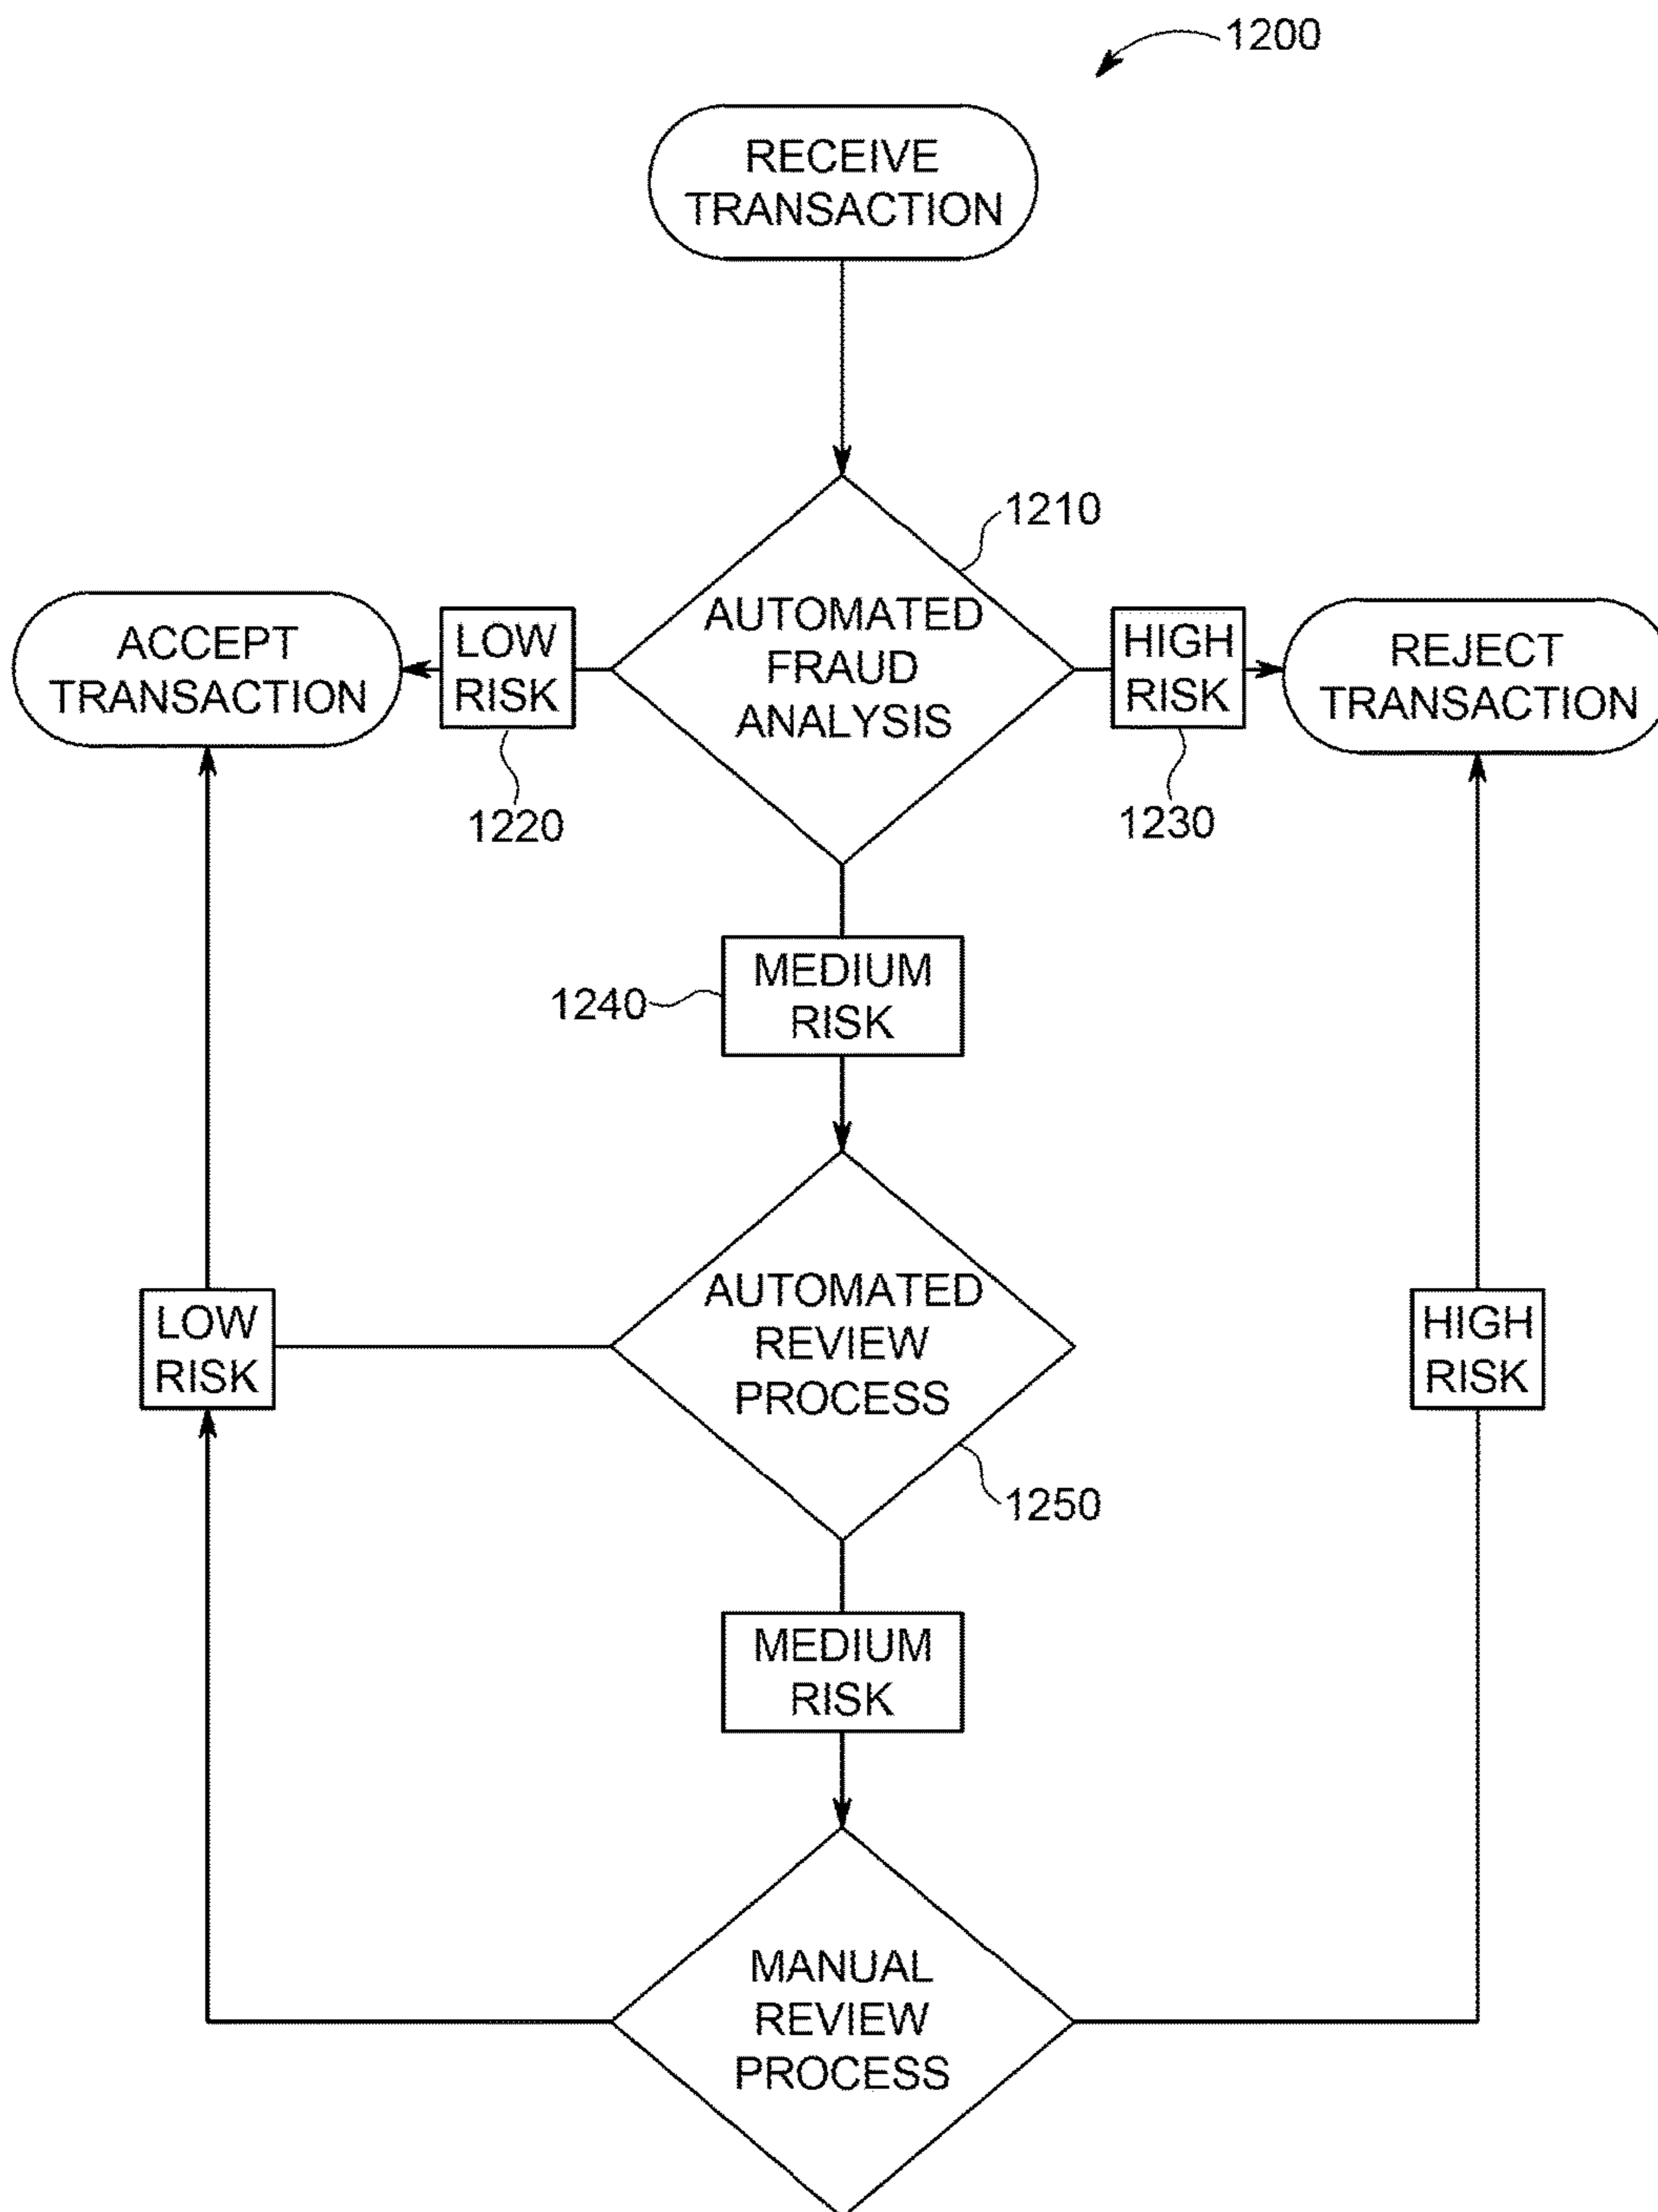 1200
RECEIVE
TRANSACTION
1210
AUTOMATED
FRAUD
ANALYSIS
ACCEPT
TRANSACTION
LOW
RISK
HIGH
RISK
REJECT
TRANSACTION
1220
1230
MEDIUM
RISK
1240
AUTOMATED
REVIEW
PROCESS
LOW
RISK
HIGH
RISK
1250
MEDIUM
RISK
MANUAL
REVIEW
PROCESS